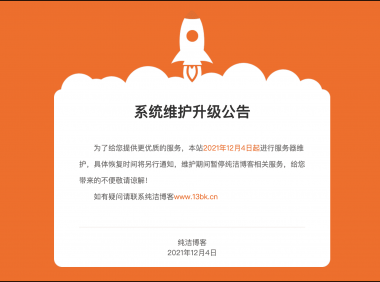 系统维护升级公告
为了给您提供更优质的服务，本站2021年12月4日起进行服务器维
护，具体恢复时间将另行通知，维护期间暂停纯洁博客相关服务，给您
带来的不便敬请谅解！
如有疑问请联系纯洁博客www.13bk.cn
纯洁博客
2021年12月4日